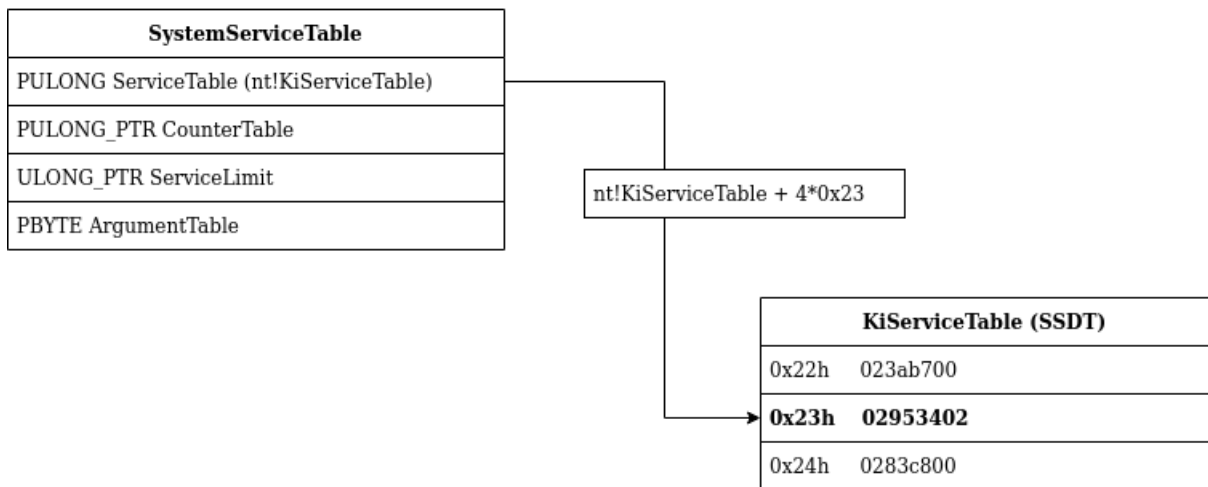 SystemServiceTable
PULONG ServiceTable (nt!KiServiceTable)
PULONG_PTR CounterTable
ULONG_PTR ServiceLimit
PBYTE ArgumentTable
nt!KiServiceTable + 4*0x23
KiServiceTable (SSDT)
0x22h 023ab700
0x23h 02953402
0x24h 0283c800